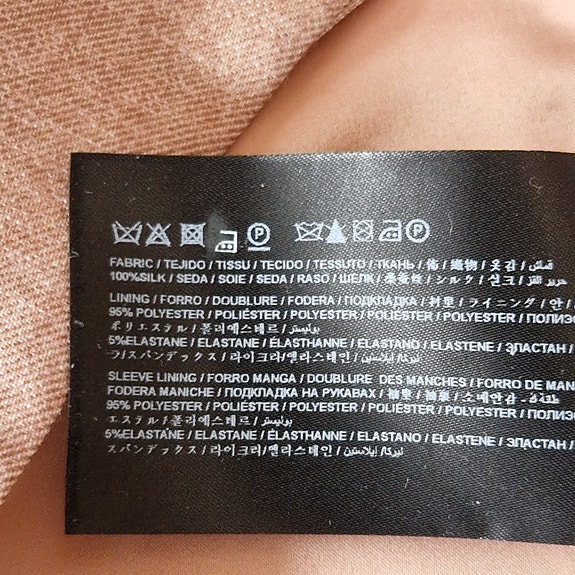 FABRIC / TEJIDO / TISSU / TECIDO / TESSUTO / ТКАНЬ / 佈 / 織物 / 옷감 / قماش
100%SILK / SEDA / SOIE / SEDA / RASO / ШЕЛК / 桑蚕丝 / シルク / 실크 / حرير القز
LINING / FORRO / DOUBLURE / FODERA / ПОДКЛАДКА / 衬里 / ライニング / 안
95% POLYESTER / POLIÉSTER / POLYESTER / POLYESTER / ПОЛИЭС
ポリエステル / 폴리에스테르 / بوليستر
5%ELASTANE / ELASTANE / ÉLASTHANNE / ELASTANO / ELASTENE / ЭЛАСТАН /
スパンデックス / 라이크라/엘라스테인 / ليركا/ إيلاستين
SLEEVE LINING / FORRO MANGA / DOUBLURE DES MANCHES / FORRO DE MAN
FODERA MANICHE / ПОДКЛАДКА НА РУКАВАХ / 袖里 / 袖裏 / 소매안감
95% POLYESTER / POLIÉSTER / POLYESTER / POLYESTER / ПОЛИЭС
エステル / 폴리에스테르 / بوليستر
5%ELASTANE / ELASTANE / ÉLASTHANNE / ELASTANO / ELASTENE / ЭЛАСТАН /
スパンデックス / 라이크라/엘라스테인 / ليركا/ إيلاستين